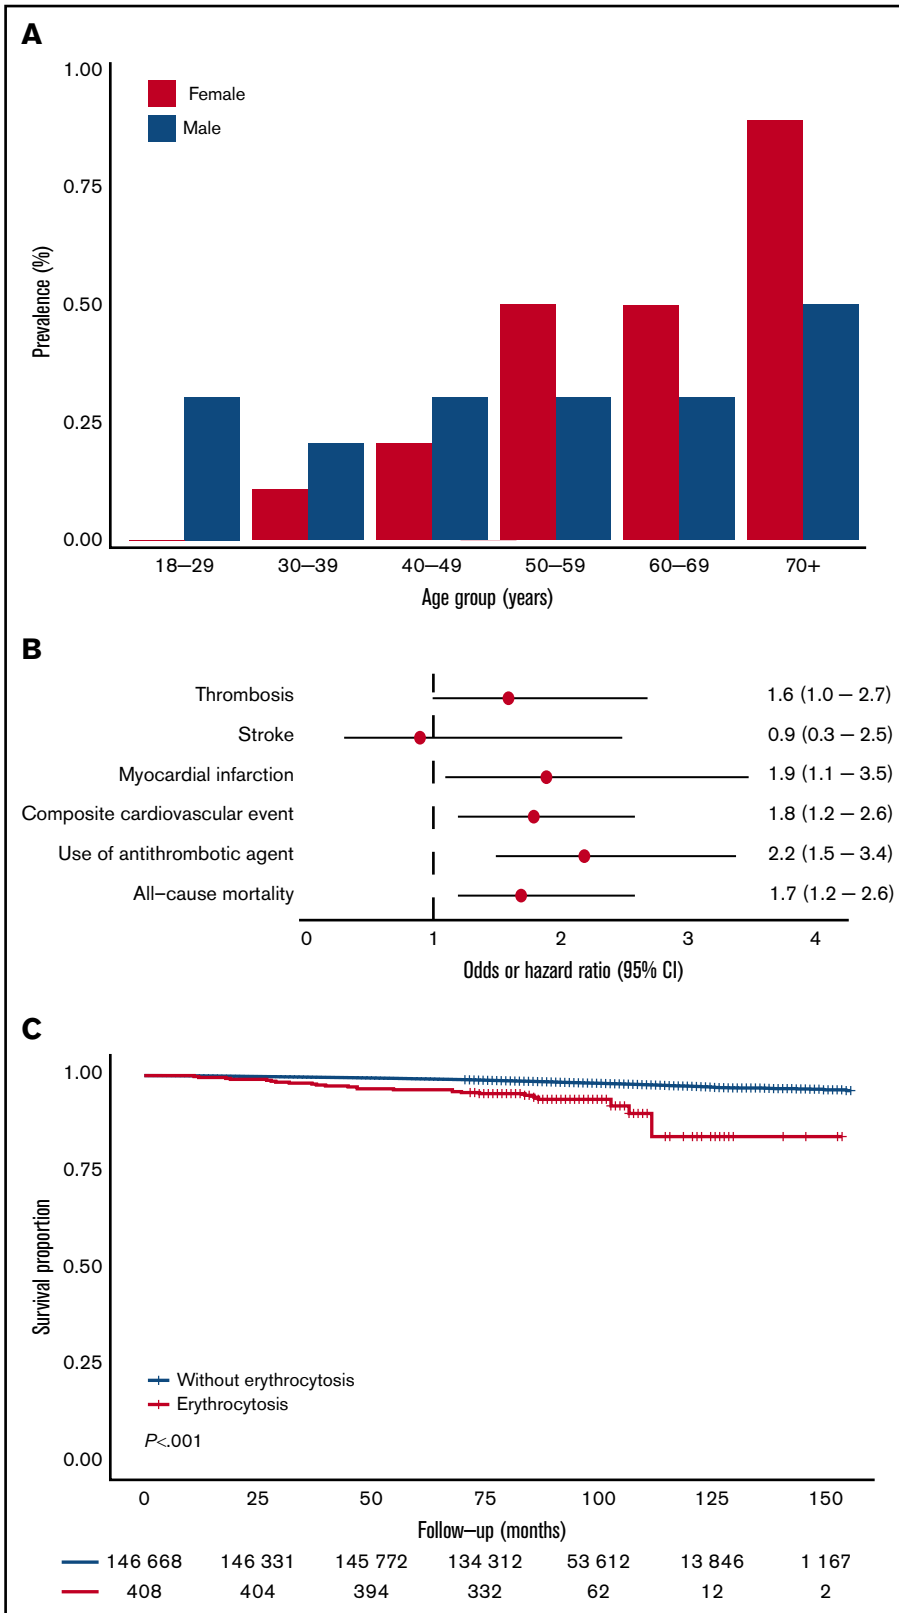 A
1.00
0.75
0.50
0.25
0.00
Prevalence (%)
Female
Male
18–29 30–39 40–49 50–59 60–69 70+
Age group (years)
B
Thrombosis 1.6 (1.0 – 2.7)
Stroke 0.9 (0.3 – 2.5)
Myocardial infarction 1.9 (1.1 – 3.5)
Composite cardiovascular event 1.8 (1.2 – 2.6)
Use of antithrombotic agent 2.2 (1.5 – 3.4)
All–cause mortality 1.7 (1.2 – 2.6)
0 1 2 3 4
Odds or hazard ratio (95% CI)
C
1.00
0.75
0.50
0.25
0.00
Survival proportion
Without erythrocytosis
Erythrocytosis
P<.001
0 25 50 75 100 125 150
Follow–up (months)
146 668 146 331 145 772 134 312 53 612 13 846 1 167
408 404 394 332 62 12 2